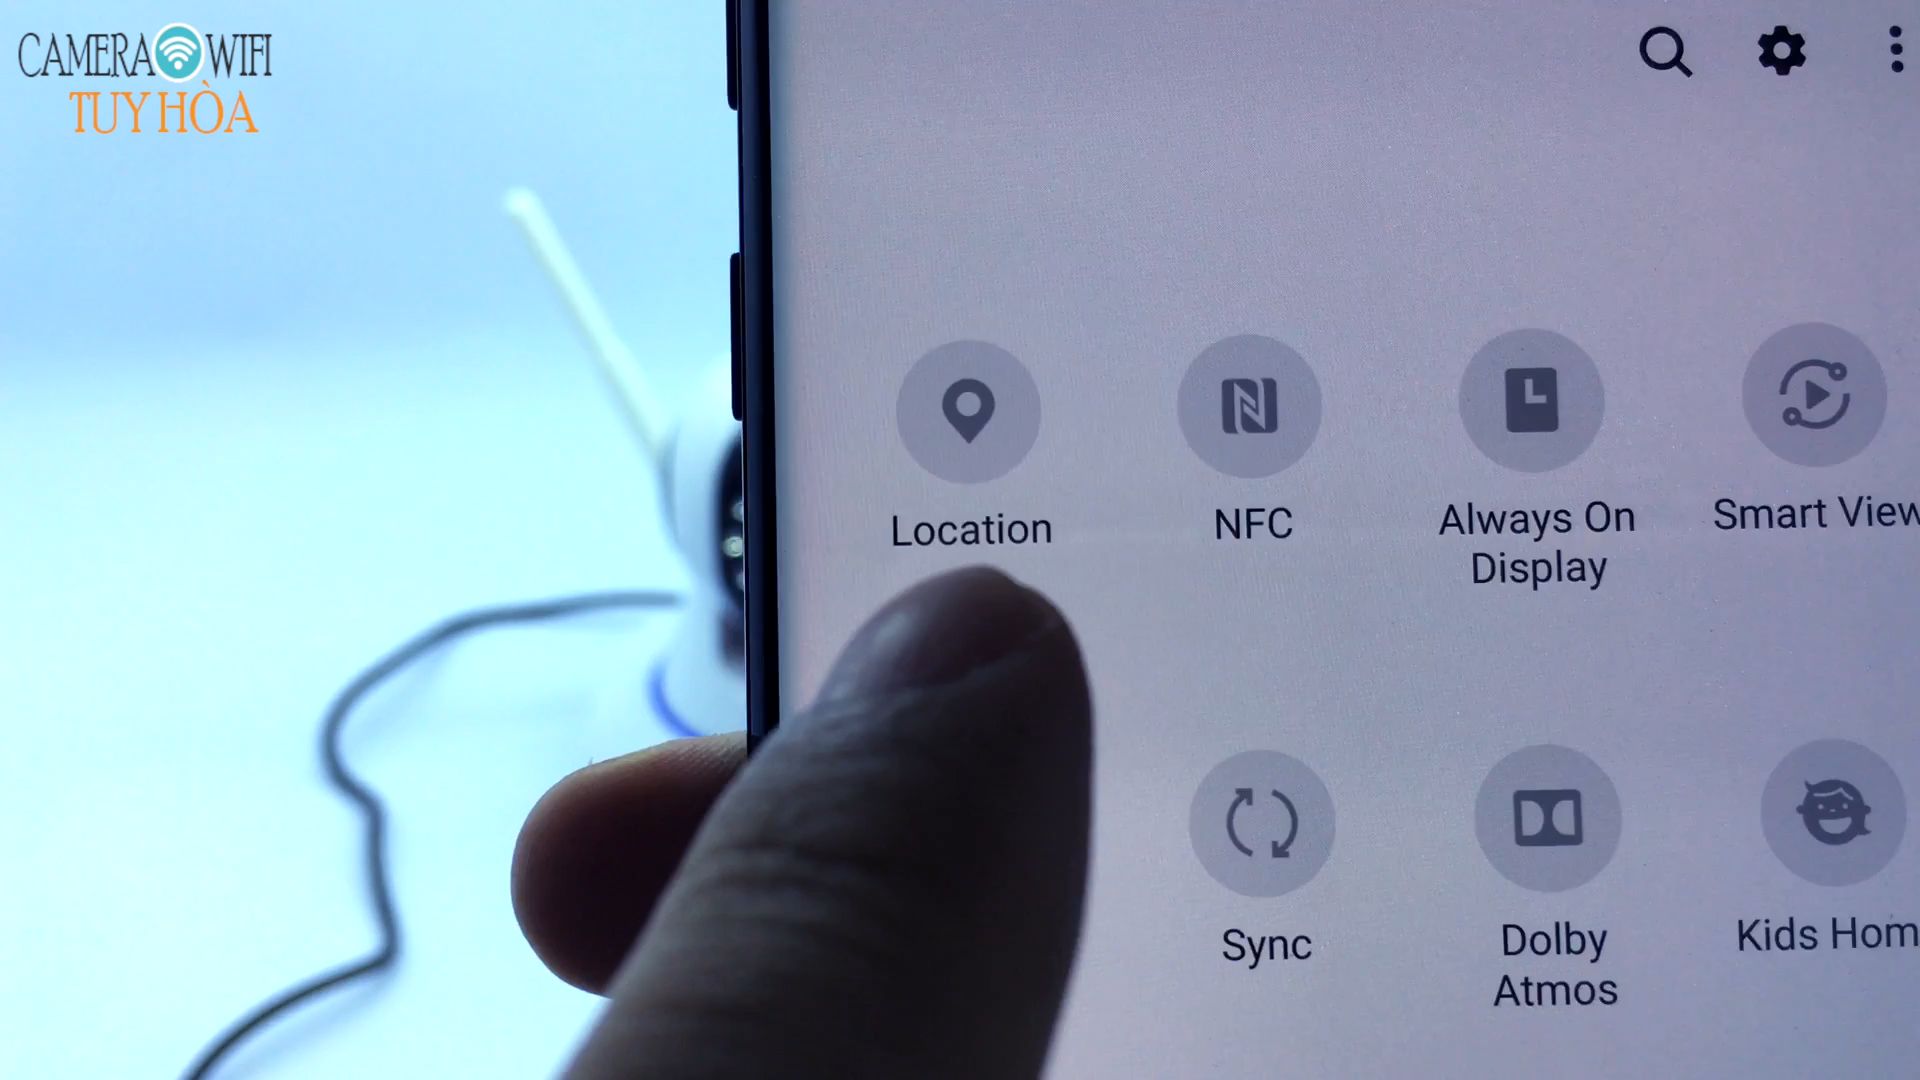 CAMERA WIFI
TUY HÒA
Location
NFC
Always On
Display
Smart View
Sync
Dolby
Atmos
Kids Hom